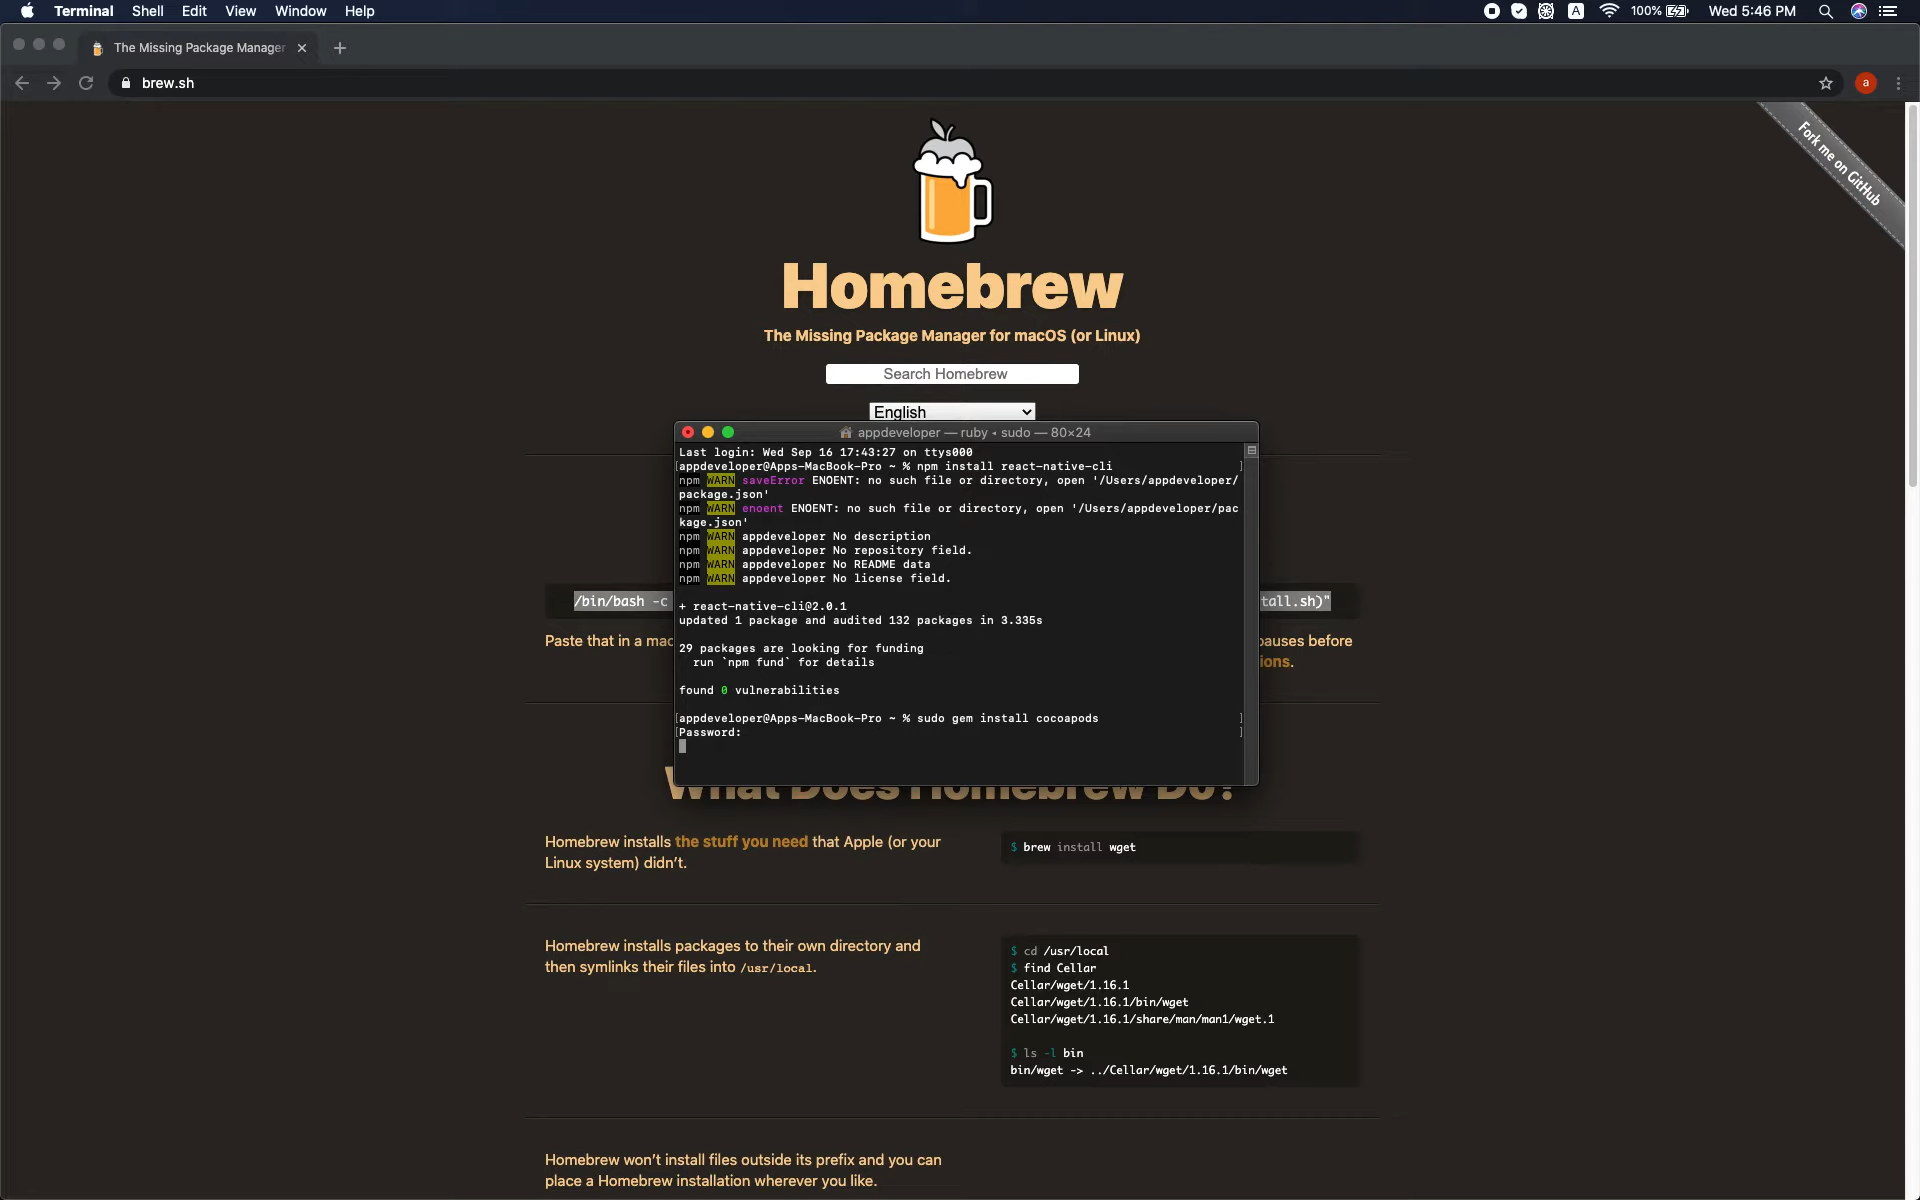 Terminal Shell Edit View Window Help
A 100% Wed 5:46 PM
The Missing Package Manager
brew.sh
a
Fork me on GitHub
Homebrew
The Missing Package Manager for macOS (or Linux)
Search Homebrew
English
appdeveloper — ruby ◂ sudo — 80×24
Last login: Wed Sep 16 17:43:27 on ttys000
[appdeveloper@Apps-MacBook-Pro ~ % npm install react-native-cli ]
npm WARN saveError ENOENT: no such file or directory, open '/Users/appdeveloper/
package.json'
npm WARN enoent ENOENT: no such file or directory, open '/Users/appdeveloper/pac
kage.json'
npm WARN appdeveloper No description
npm WARN appdeveloper No repository field.
npm WARN appdeveloper No README data
npm WARN appdeveloper No license field.
+ react-native-cli@2.0.1
updated 1 package and audited 132 packages in 3.335s
29 packages are looking for funding
run `npm fund` for details
found 0 vulnerabilities
[appdeveloper@Apps-MacBook-Pro ~ % sudo gem install cocoapods ]
[Password: ]
/bin/bash -c tall.sh)"
Paste that in a mac pauses before
ions.
What Does Homebrew Do?
Homebrew installs the stuff you need that Apple (or your
Linux system) didn't.
$ brew install wget
Homebrew installs packages to their own directory and
then symlinks their files into /usr/local.
$ cd /usr/local
$ find Cellar
Cellar/wget/1.16.1
Cellar/wget/1.16.1/bin/wget
Cellar/wget/1.16.1/share/man/man1/wget.1
$ ls -l bin
bin/wget -> ../Cellar/wget/1.16.1/bin/wget
Homebrew won't install files outside its prefix and you can
place a Homebrew installation wherever you like.